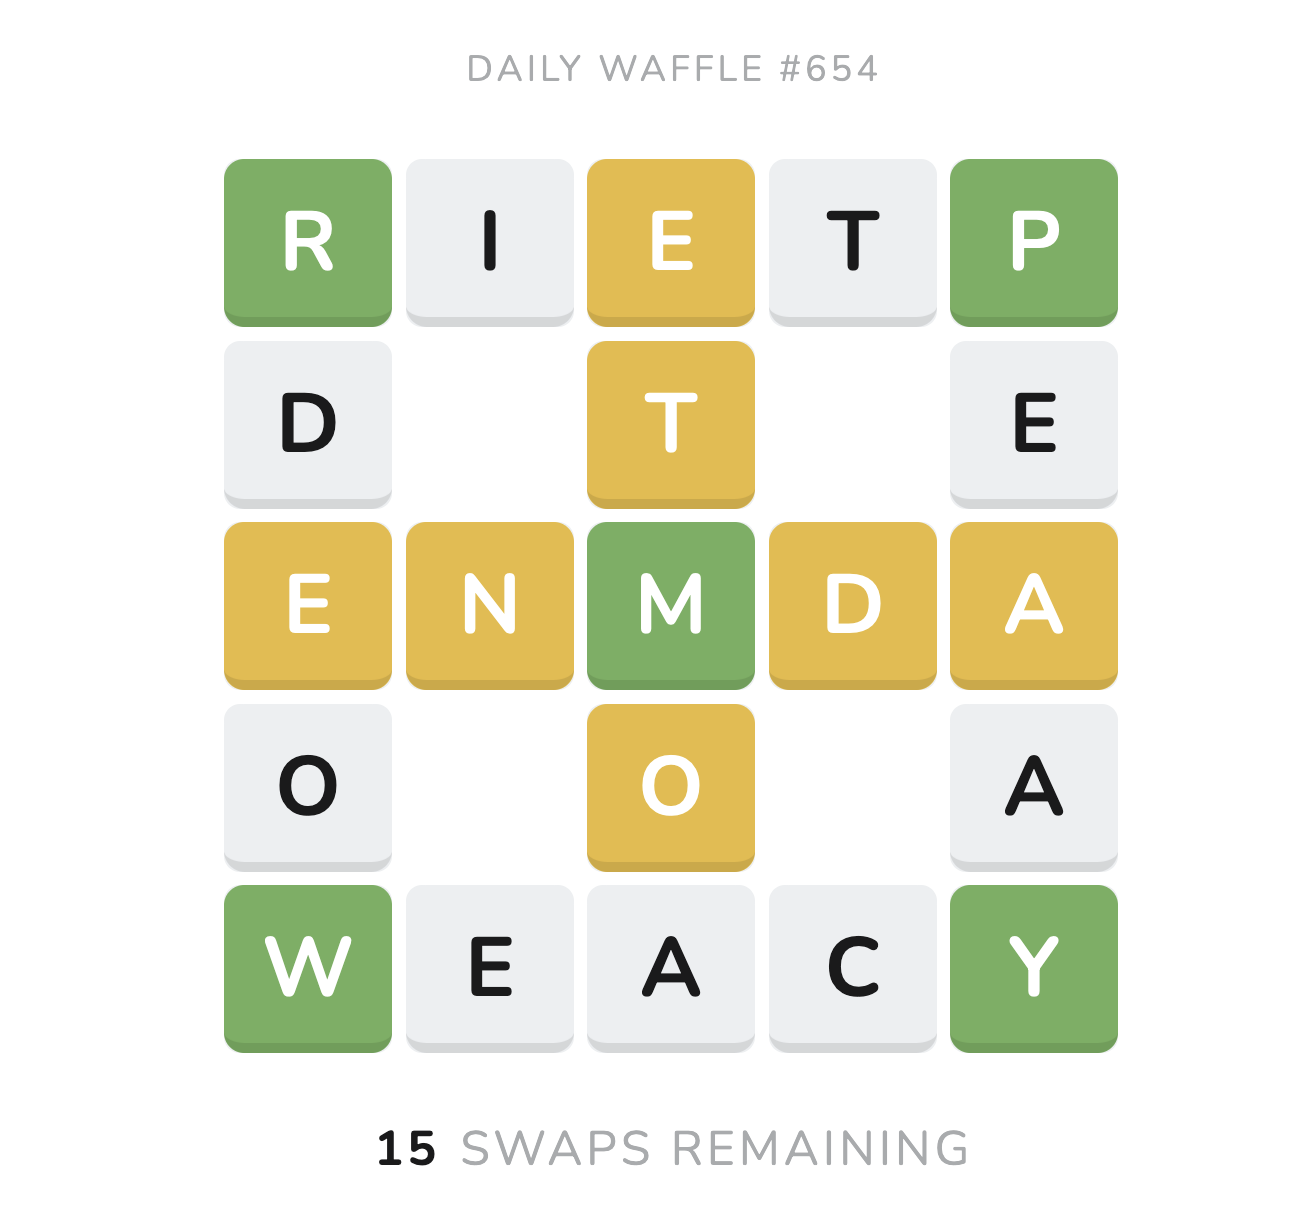 DAILY WAFFLE #654
R I E T P
D T E
E N M D A
O O A
W E A C Y
15 SWAPS REMAINING